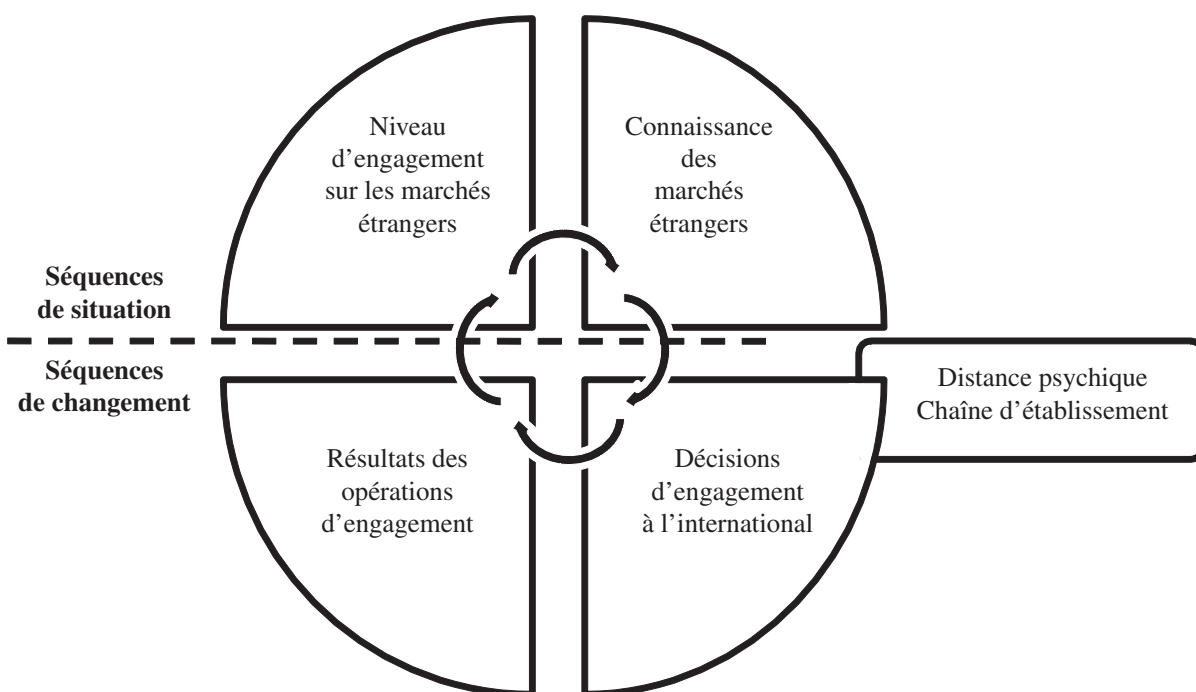 Niveau
d’engagement
sur les marchés
étrangers
Connaissance
des
marchés
étrangers
Séquences
de situation
Séquences
de changement
Distance psychique
Chaîne d’établissement
Résultats des
opérations
d’engagement
Décisions
d’engagement
à l’international